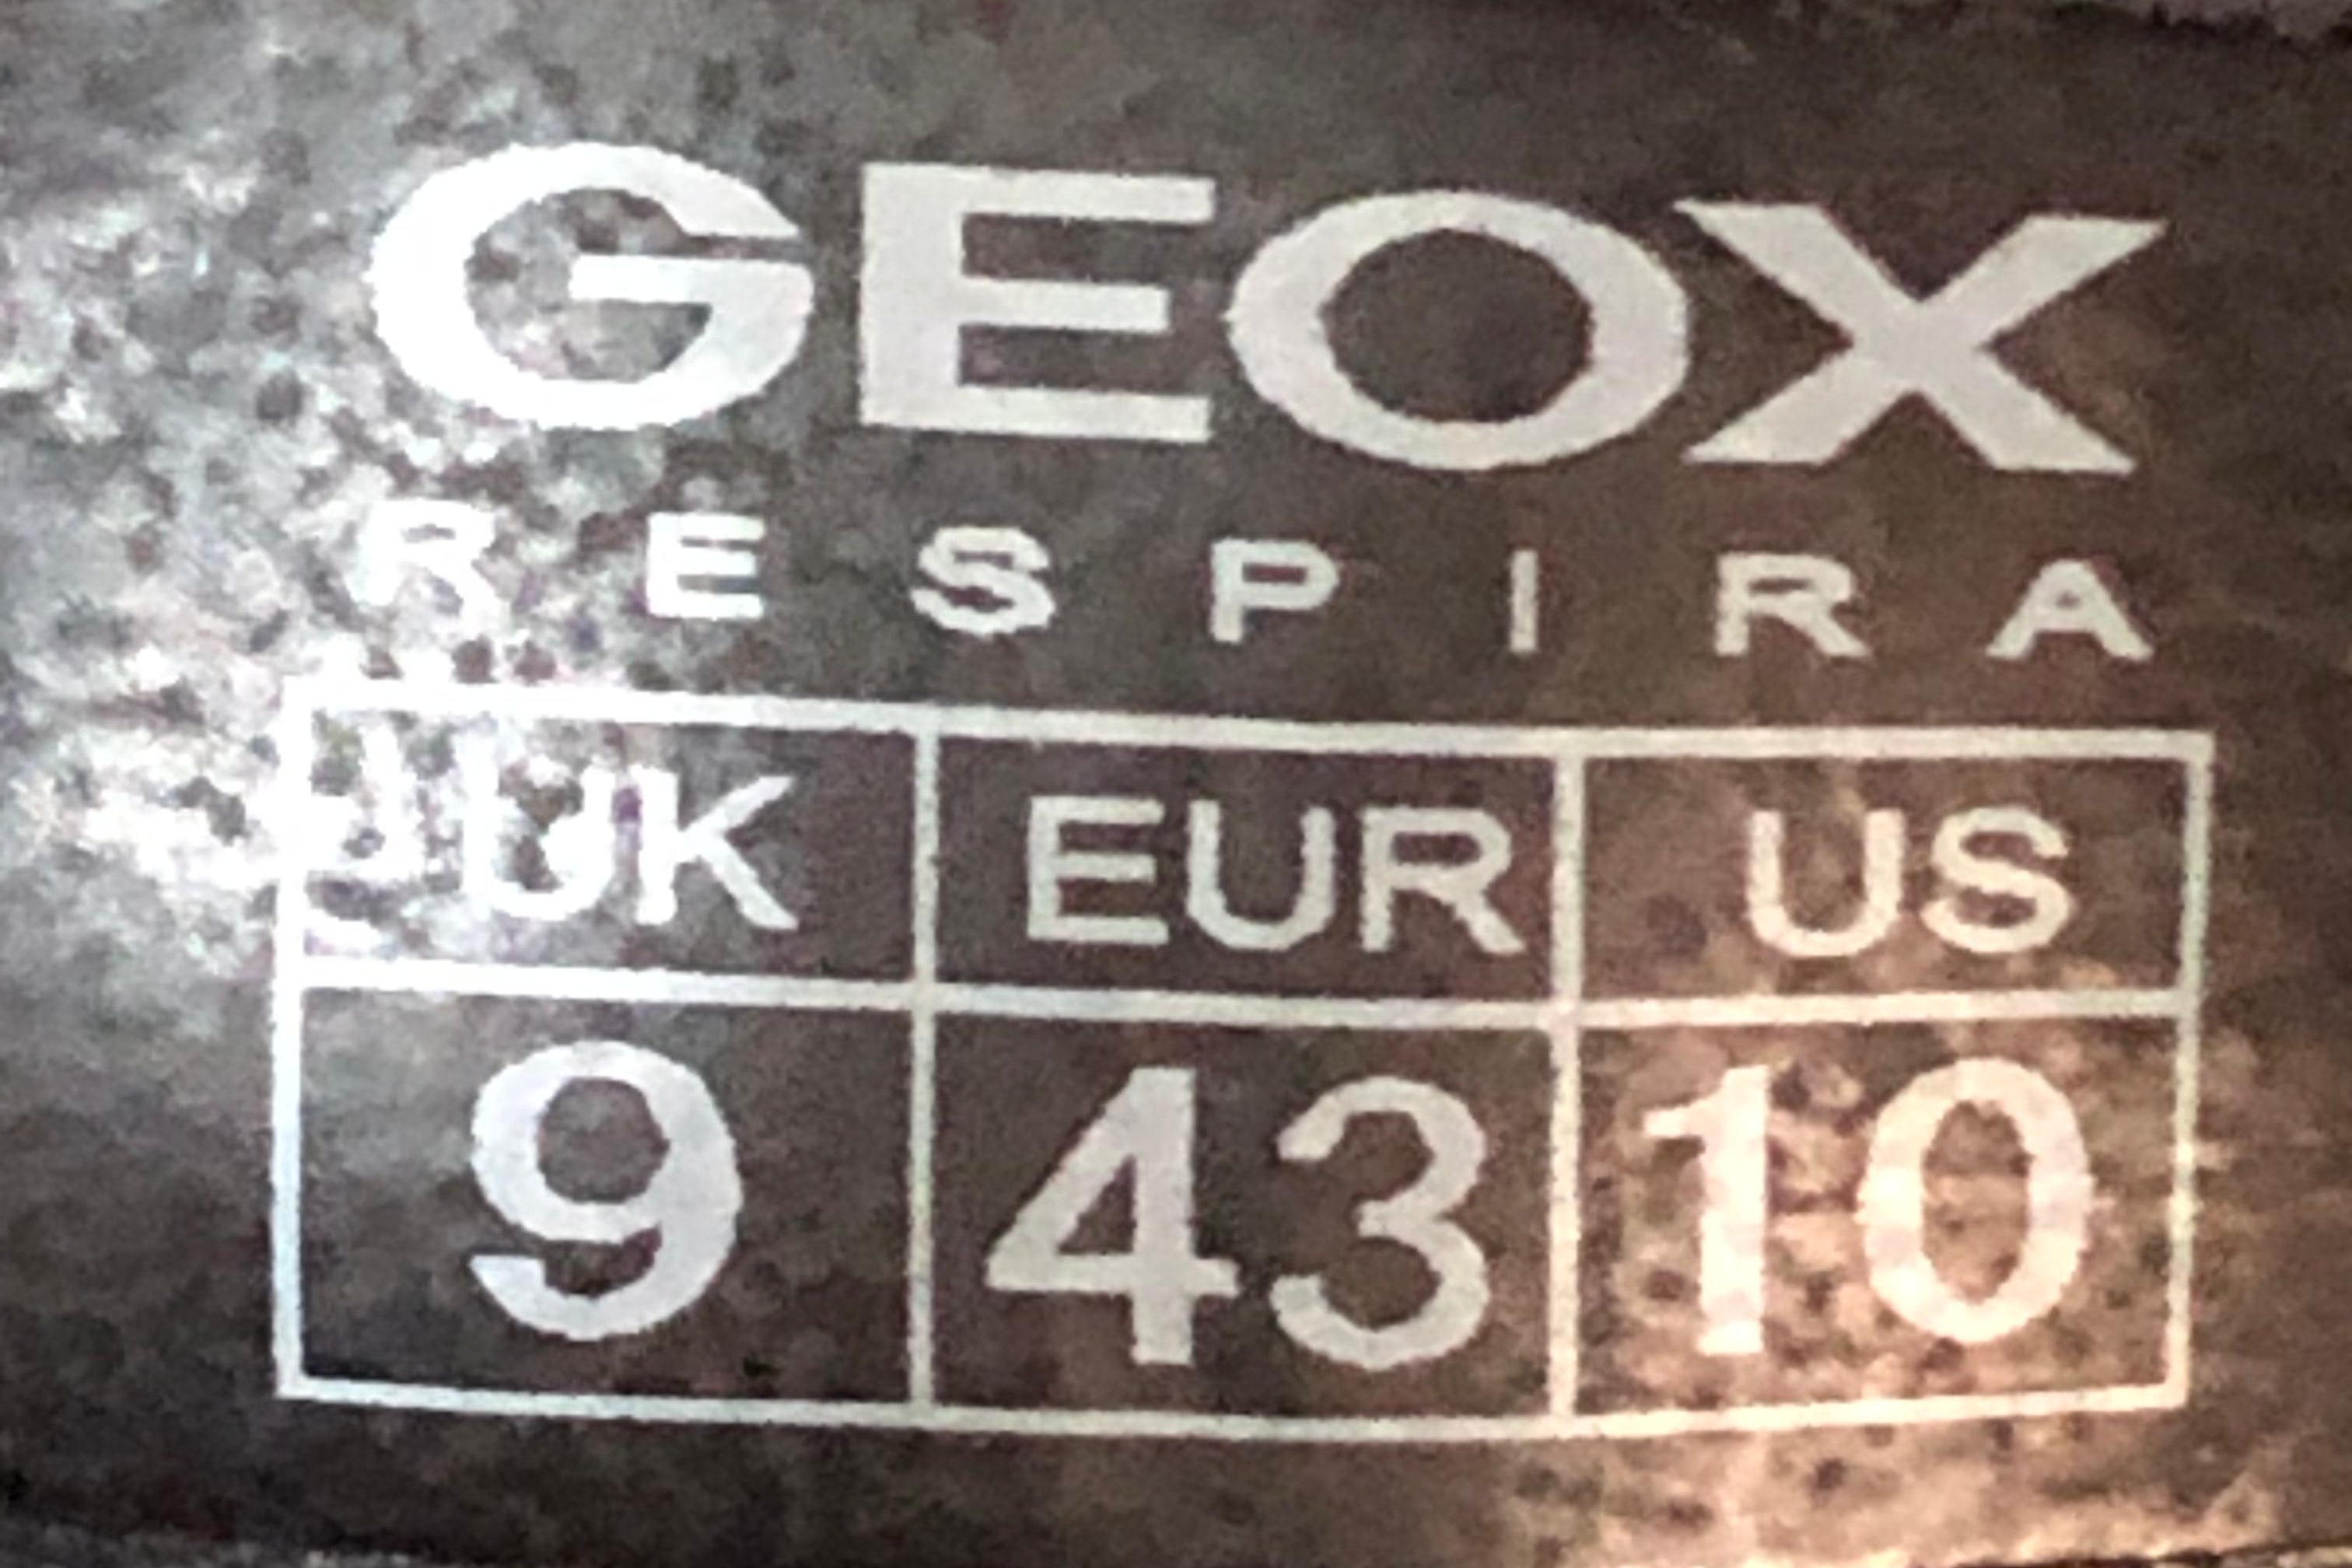 GEOX
RESPIRA
UK EUR US
9 43 10